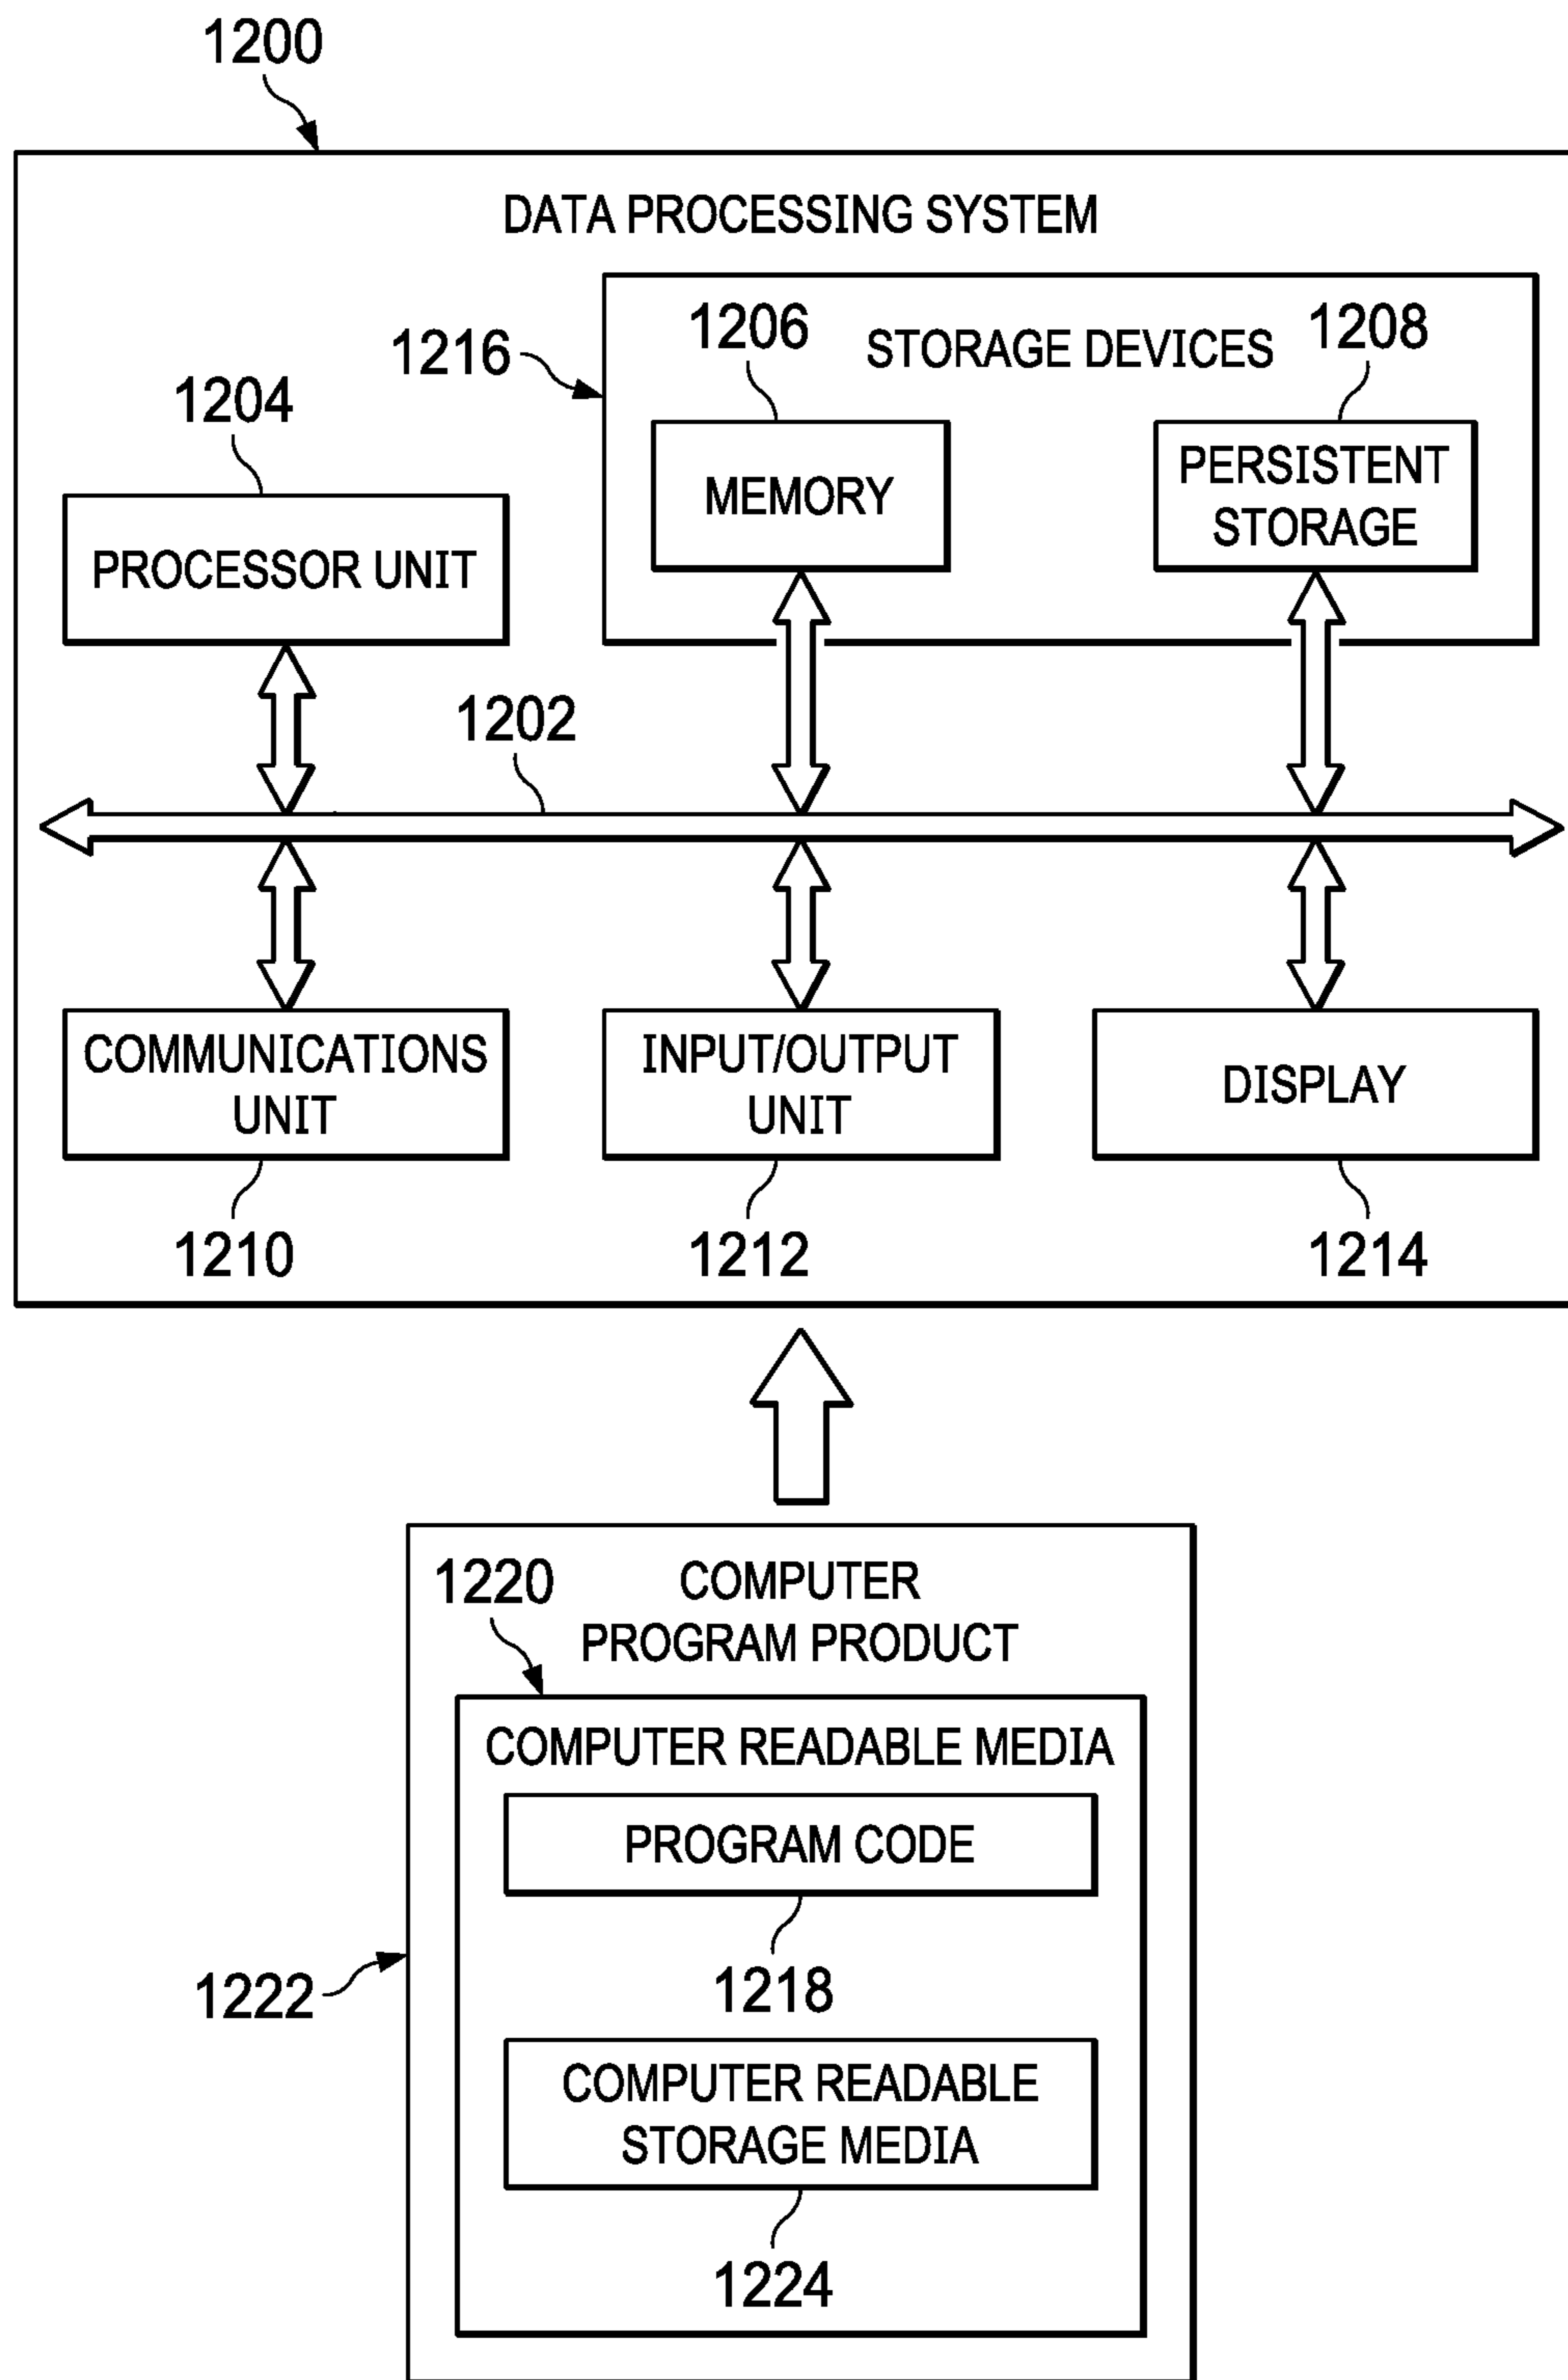 1200
DATA PROCESSING SYSTEM
1216
1206
STORAGE DEVICES
1208
1204
MEMORY
PERSISTENT
STORAGE
PROCESSOR UNIT
1202
COMMUNICATIONS
UNIT
INPUT/OUTPUT
UNIT
DISPLAY
1210
1212
1214
1220
COMPUTER
PROGRAM PRODUCT
COMPUTER READABLE MEDIA
PROGRAM CODE
1222
1218
COMPUTER READABLE
STORAGE MEDIA
1224